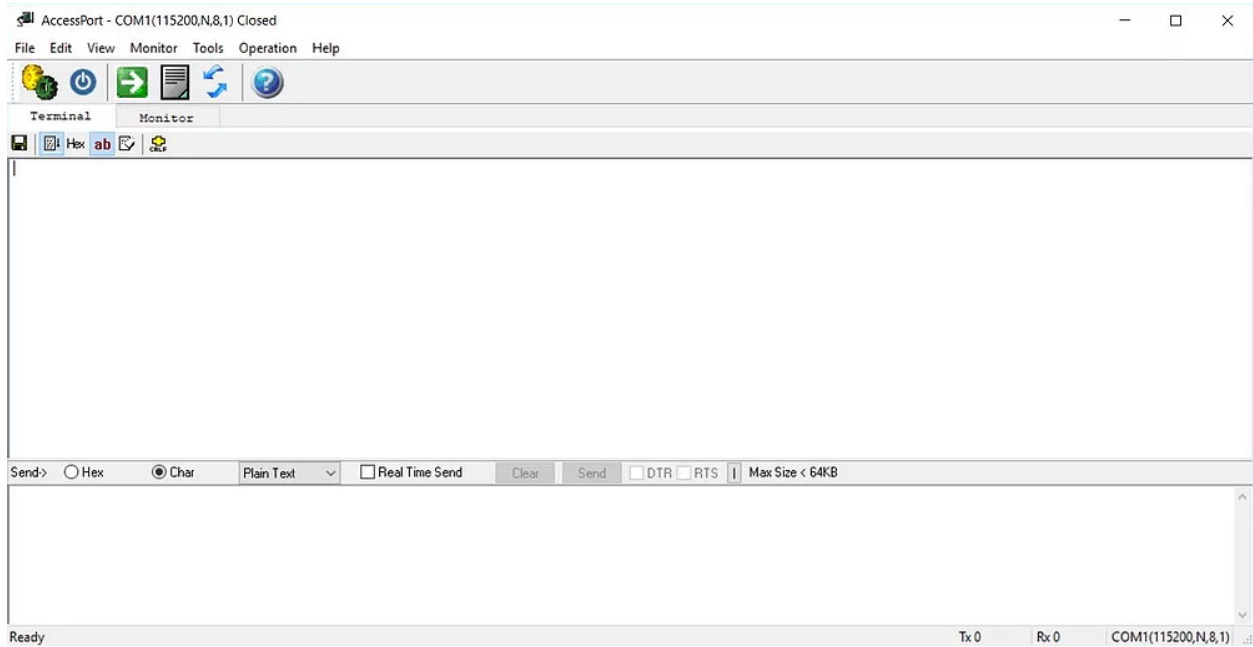 AccessPort - COM1(115200,N,8,1) Closed
File Edit View Monitor Tools Operation Help
Terminal Monitor
Hex ab CRLF
Send-> Hex Char Plain Text Real Time Send Clear Send DTR RTS Max Size < 64KB
Ready Tx 0 Rx 0 COM1(115200,N,8,1)